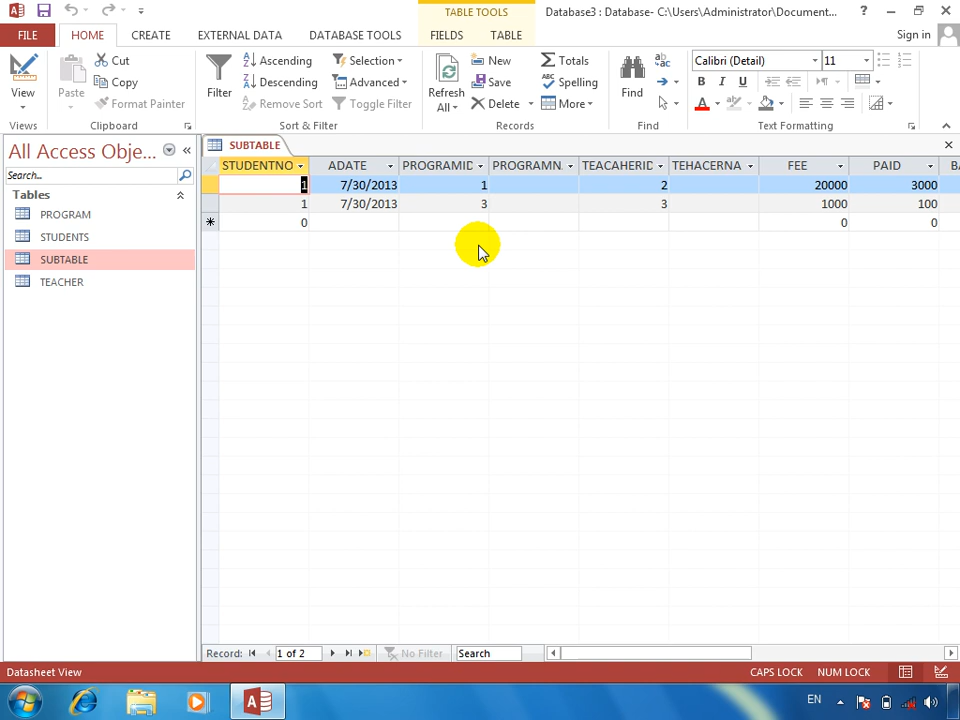 Database3 : Database- C:\Users\Administrator\Document...
TABLE TOOLS
Sign in
FILE HOME CREATE EXTERNAL DATA DATABASE TOOLS FIELDS TABLE
View
Views
Paste
Cut
Copy
Format Painter
Clipboard
Filter
Ascending
Descending
Remove Sort
Selection
Advanced
Toggle Filter
Sort & Filter
Refresh
All
New
Save
Delete
Totals
Spelling
More
Records
Find
Find
Calibri (Detail) 11
B I U
A
Text Formatting
All Access Obje...
Search..
Tables
PROGRAM
STUDENTS
SUBTABLE
TEACHER
SUBTABLE
STUDENTNO ADATE PROGRAMID PROGRAMN. TEACAHERID TEHACERNA FEE PAID BA
1 7/30/2013 1 2 20000 3000
1 7/30/2013 3 3 1000 100
0 0 0
Record: 1 of 2 No Filter Search
Datasheet View CAPS LOCK NUM LOCK
EN